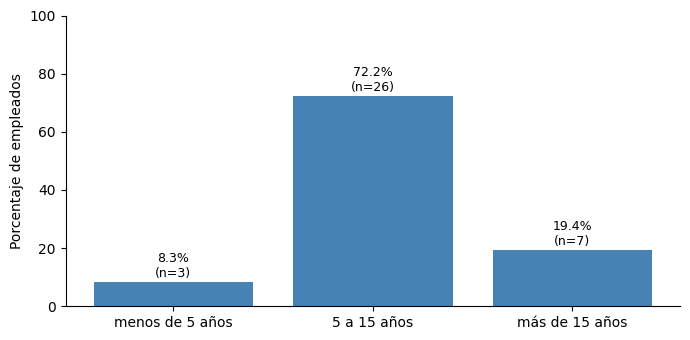 Porcentaje de empleados
100
80
60
40
20
0
72.2%
(n=26)
19.4%
(n=7)
8.3%
(n=3)
menos de 5 años
5 a 15 años
más de 15 años